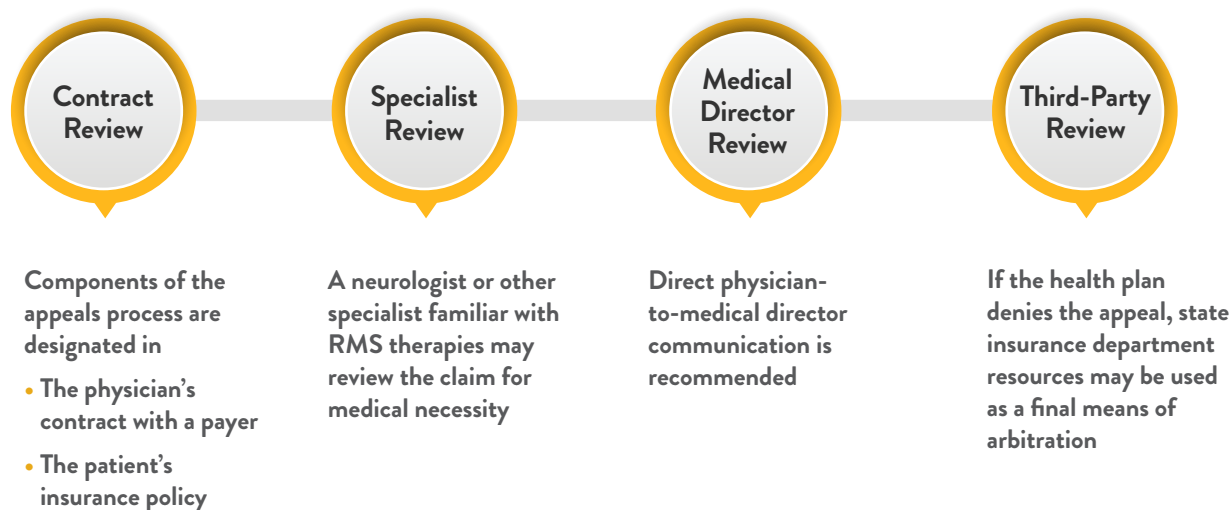 Contract
Review
Specialist
Review
Medical
Director
Review
Third-Party
Review
Components of the
appeals process are
designated in
• The physician’s
contract with a payer
• The patient’s
insurance policy
A neurologist or other
specialist familiar with
RMS therapies may
review the claim for
medical necessity
Direct physician-
to-medical director
communication is
recommended
If the health plan
denies the appeal, state
insurance department
resources may be used
as a final means of
arbitration